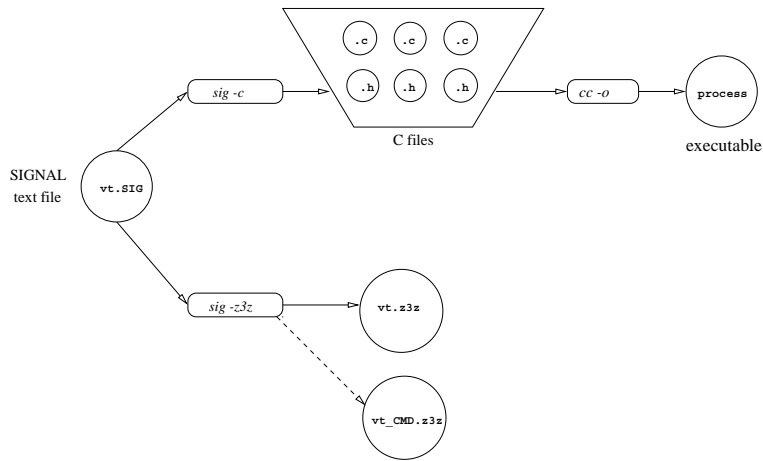 .c .c .c
.h .h .h
sig -c
cc -o
process
C files
executable
SIGNAL
text file
vt.SIG
sig -z3z
vt.z3z
vt_CMD.z3z